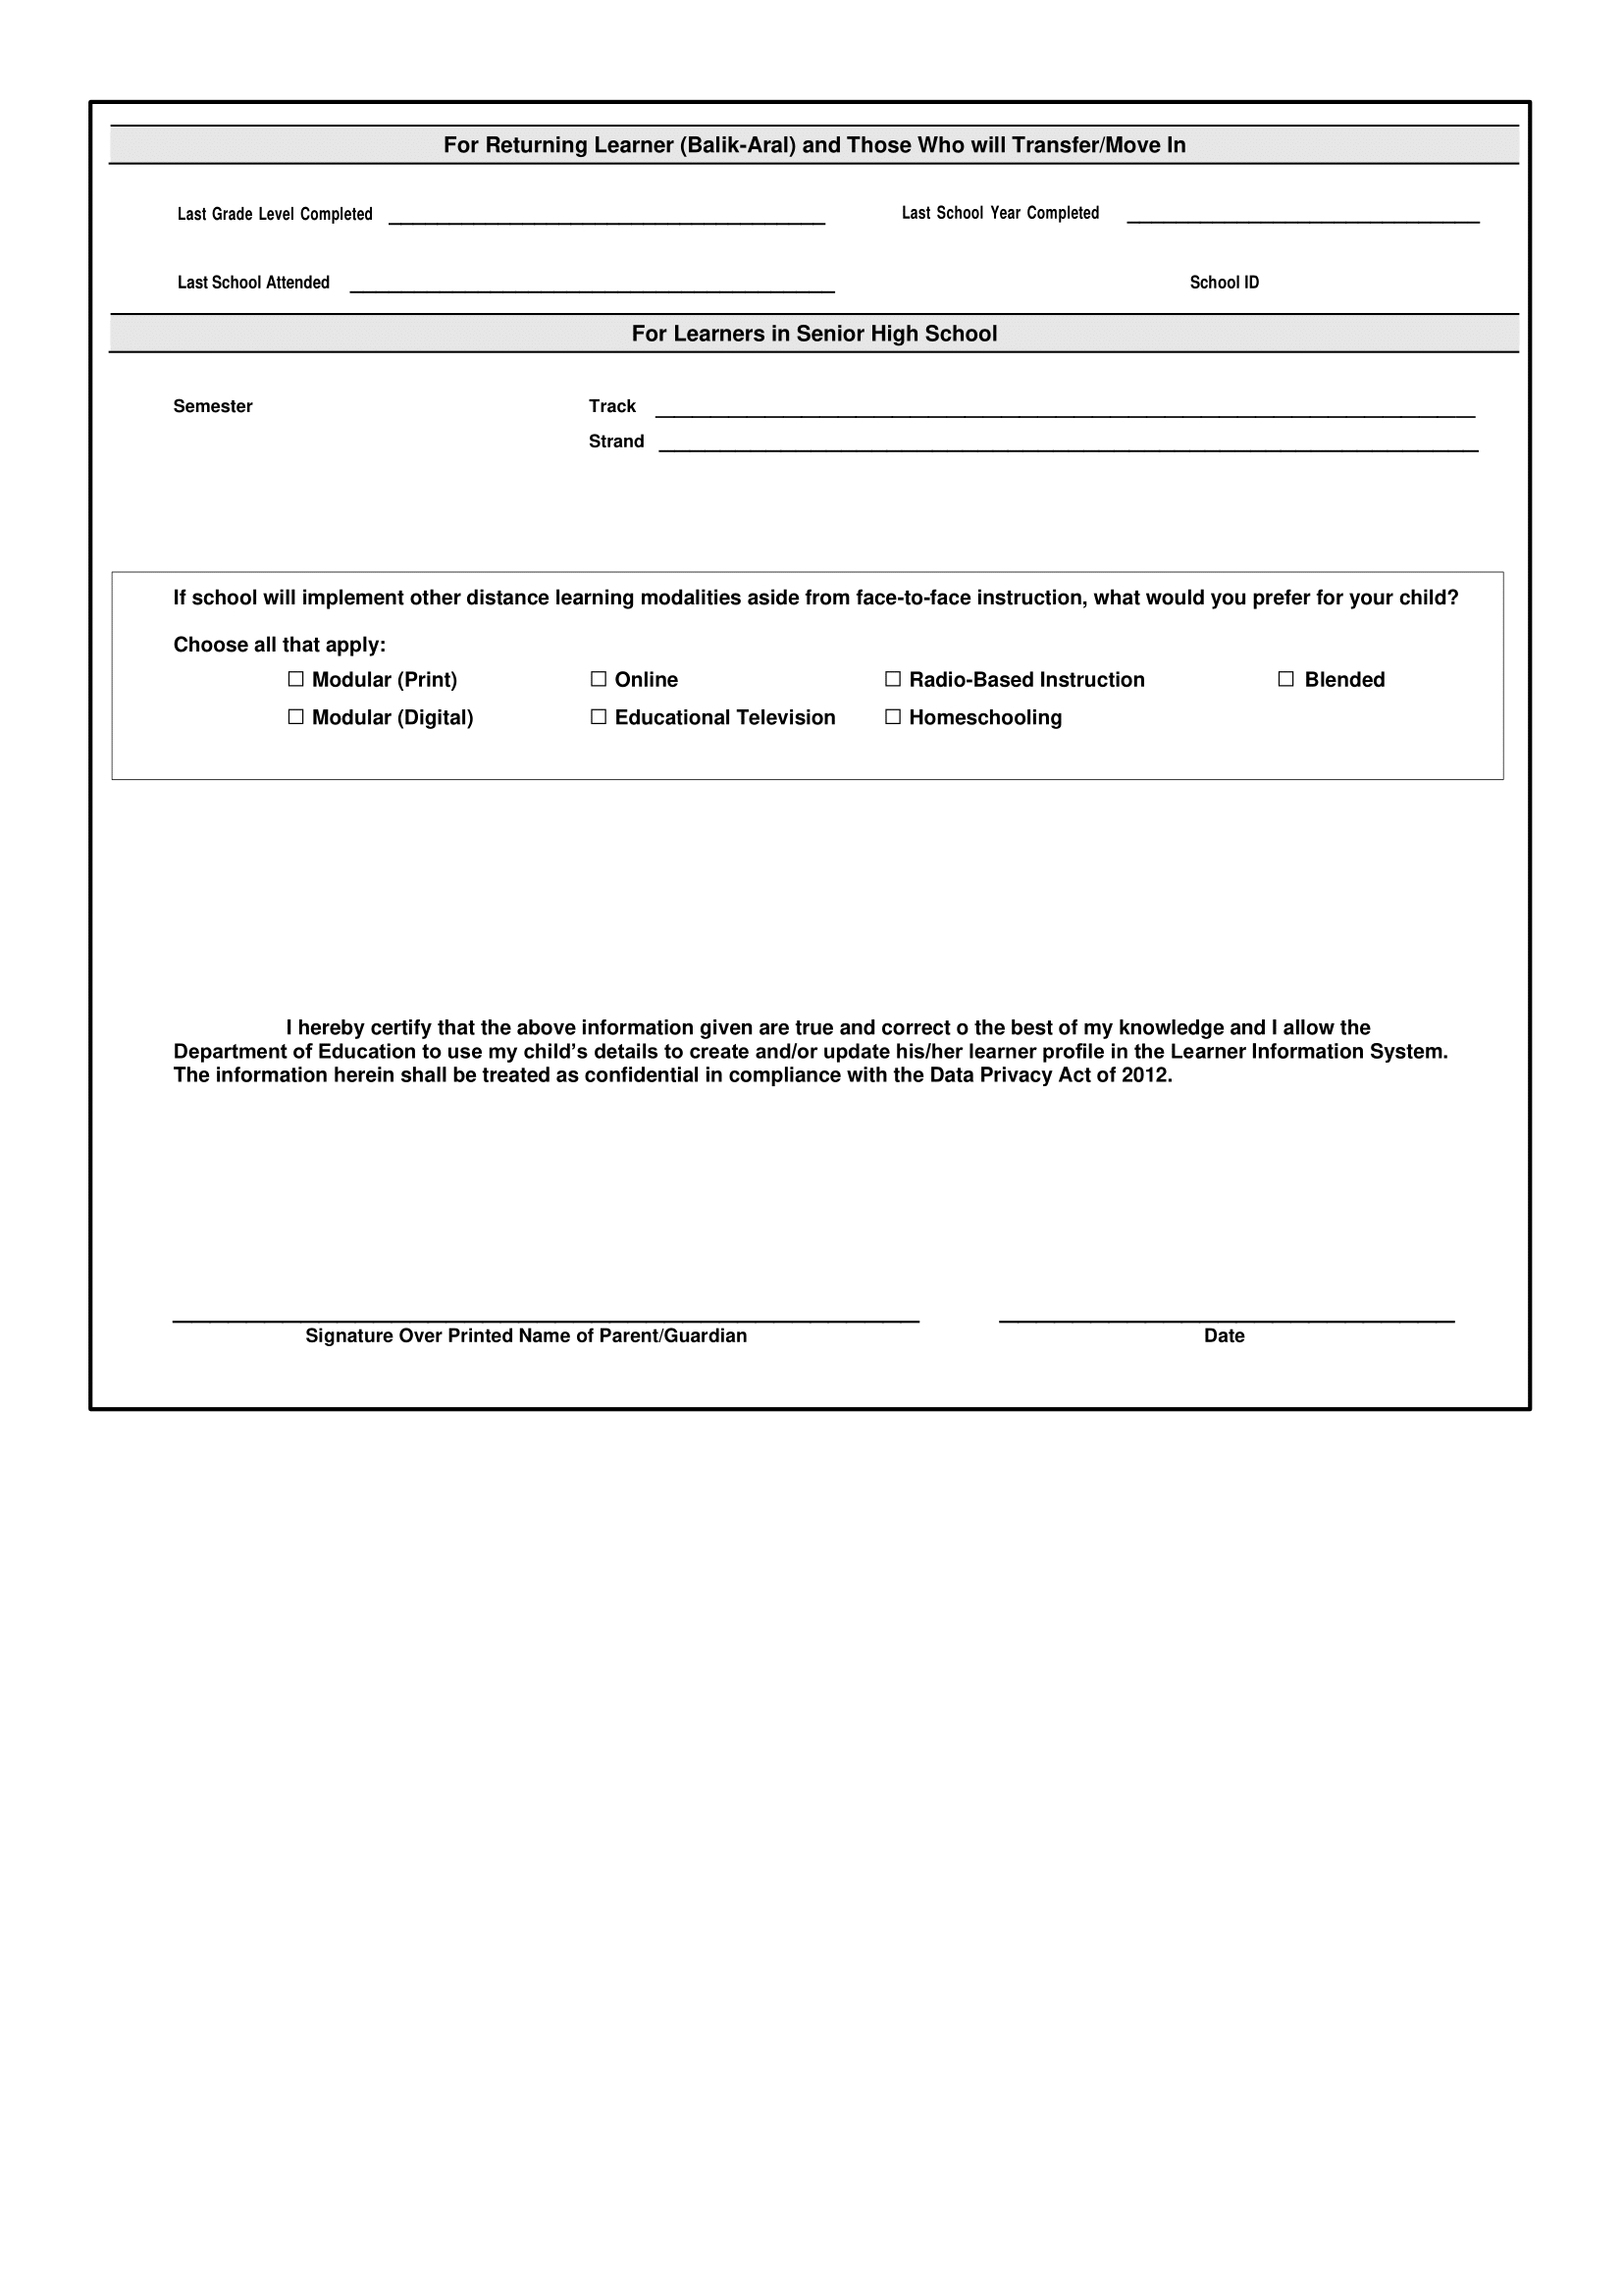 For Returning Learner (Balik-Aral) and Those Who will Transfer/Move In
Last Grade Level Completed Last School Year Completed
Last School Attended School ID
For Learners in Senior High School
Semester Track
Strand
If school will implement other distance learning modalities aside from face-to-face instruction, what would you prefer for your child?
Choose all that apply:
☐ Modular (Print) ☐ Online ☐ Radio-Based Instruction ☐ Blended
☐ Modular (Digital) ☐ Educational Television ☐ Homeschooling
I hereby certify that the above information given are true and correct o the best of my knowledge and I allow the
Department of Education to use my child’s details to create and/or update his/her learner profile in the Learner Information System.
The information herein shall be treated as confidential in compliance with the Data Privacy Act of 2012.
Signature Over Printed Name of Parent/Guardian Date